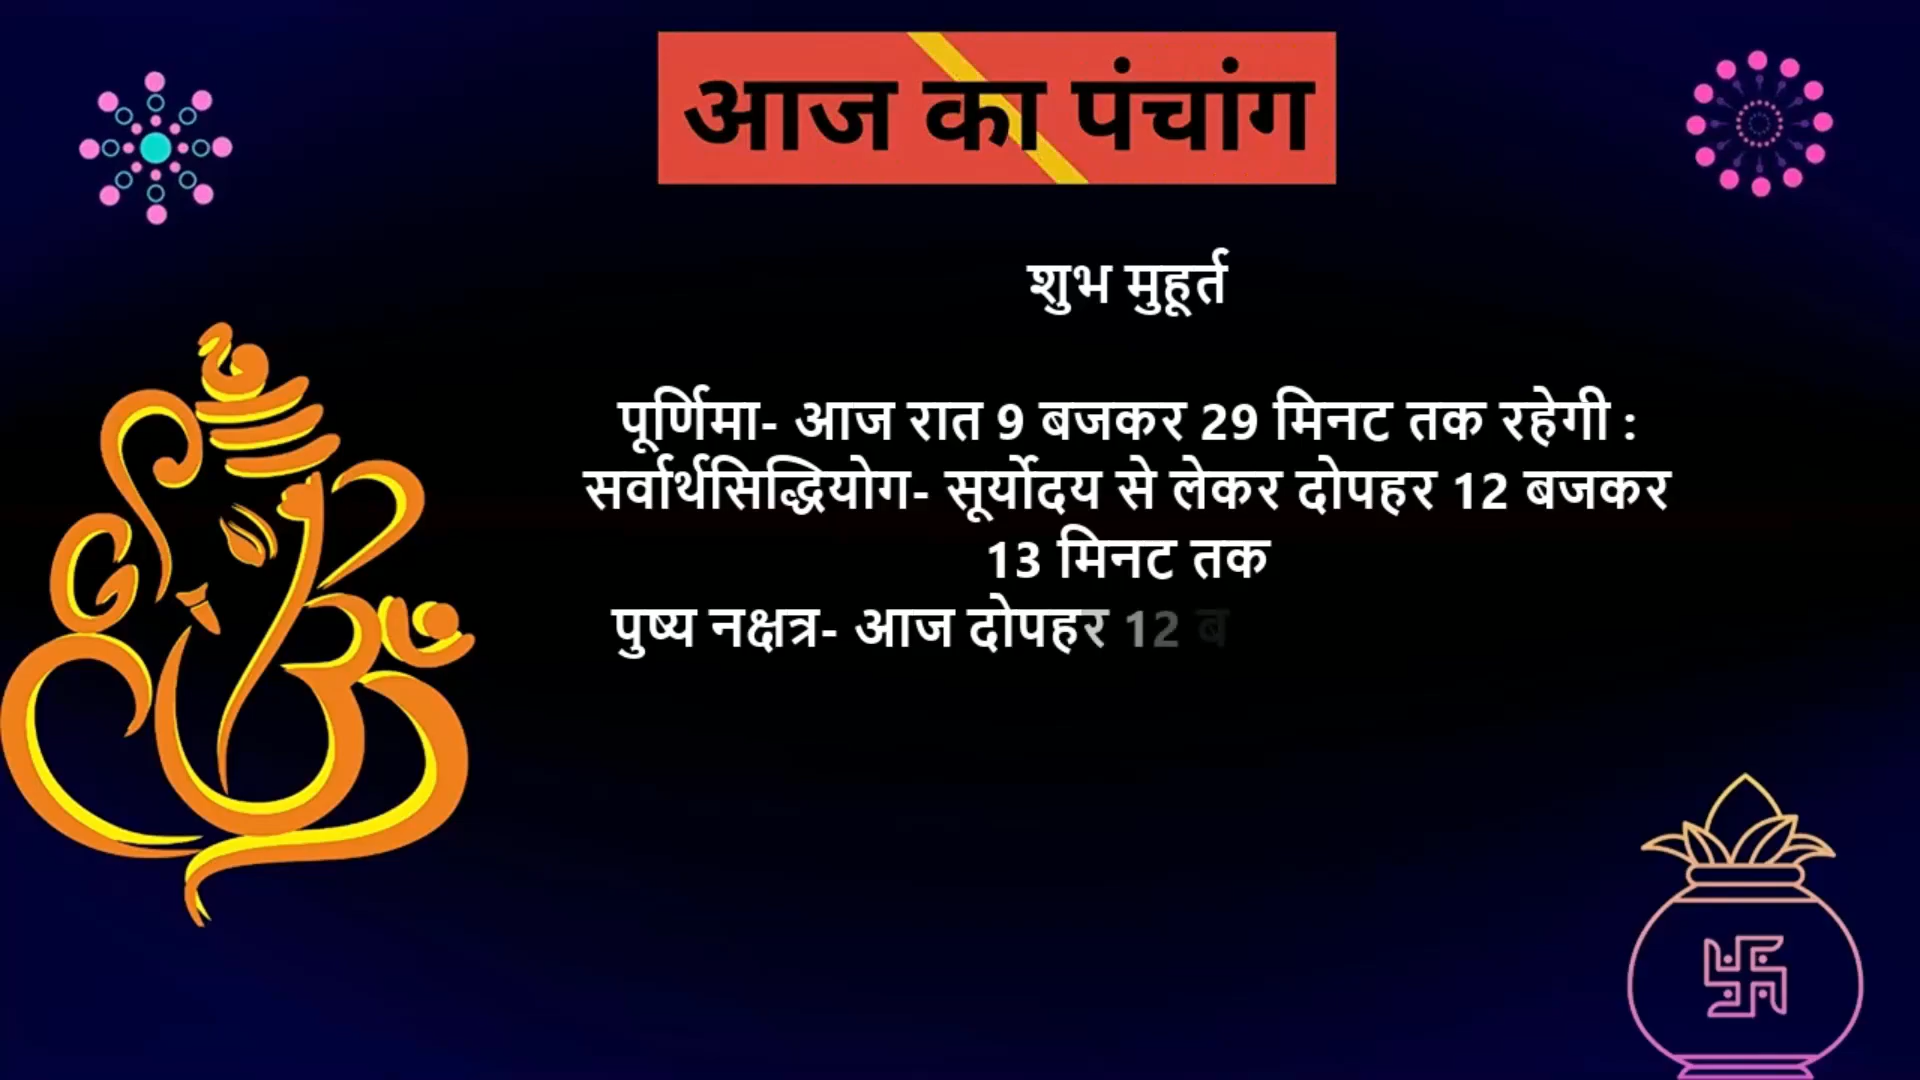 आज का पंचांग
शुभ मुहूर्त
पूर्णिमा- आज रात 9 बजकर 29 मिनट तक रहेगी :
सर्वार्थसिद्धियोग- सूर्योदय से लेकर दोपहर 12 बजकर
13 मिनट तक
पुष्य नक्षत्र- आज दोपहर 12 ब